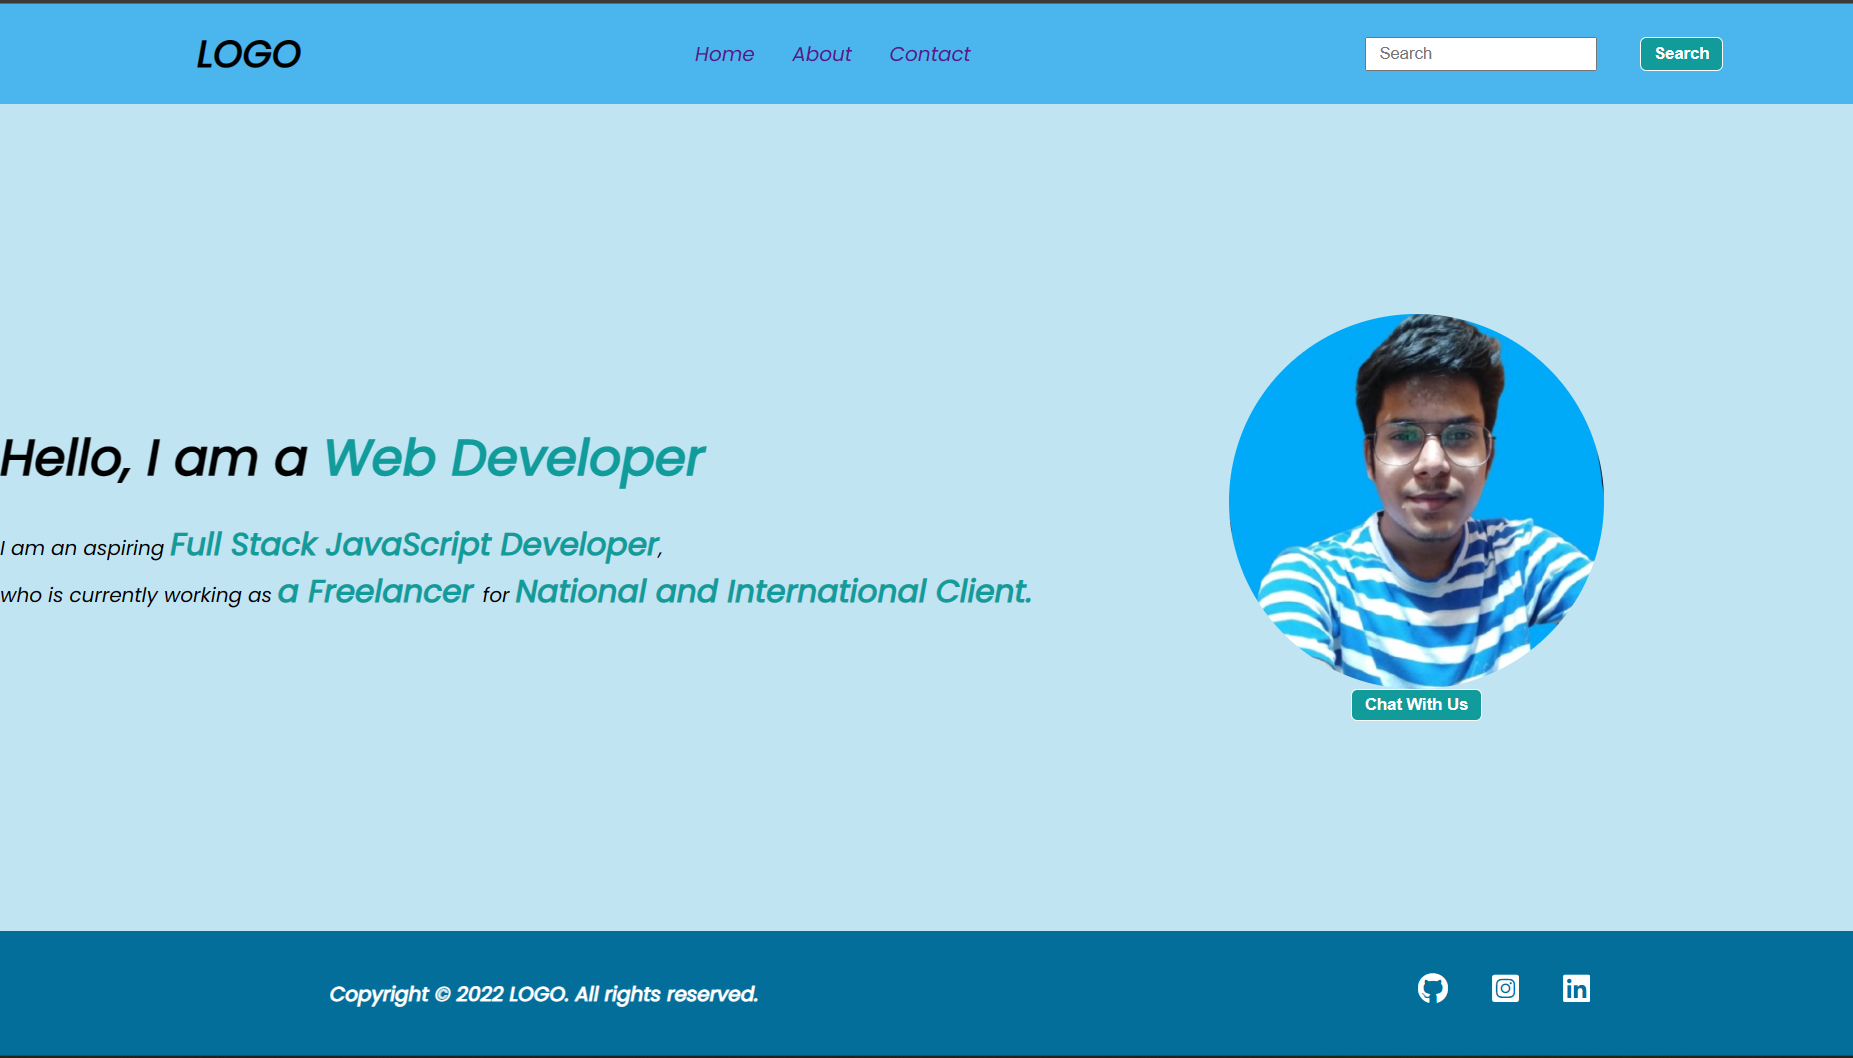 LOGO
Home About Contact
Search
Search
Hello, I am a Web Developer
I am an aspiring Full Stack JavaScript Developer,
who is currently working as a Freelancer for National and International Client.
Chat With Us
Copyright © 2022 LOGO. All rights reserved.
in